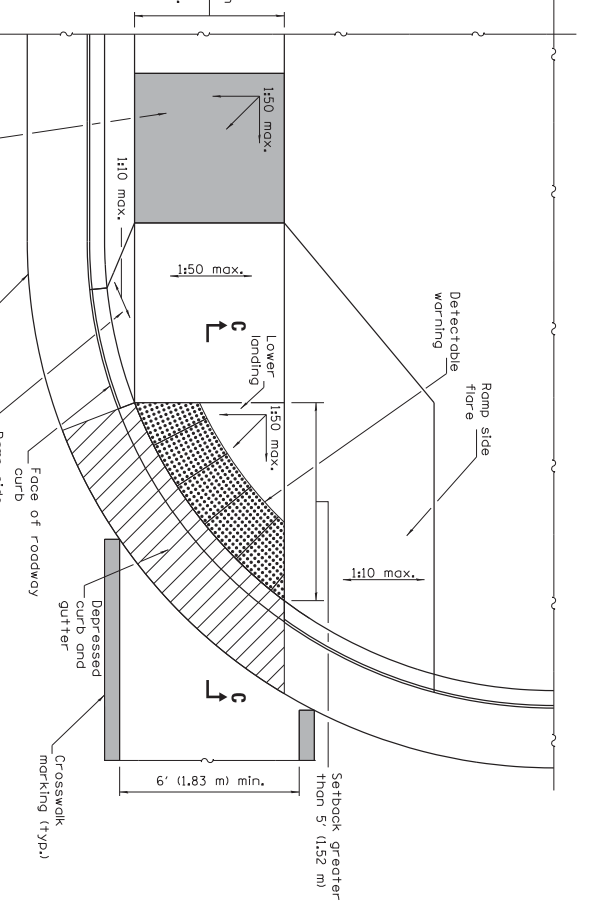 1:50 max.
1:10 max.
1:50 max.
C
Lower
landing
1:50 max.
Detectable
warning
Ramp side
flare
1:10 max.
Face of roadway
curb
Depressed
curb and
gutter
C
Crosswalk
marking (typ.)
6' (1.83 m) min.
Setback greater
than 5' (1.52 m)